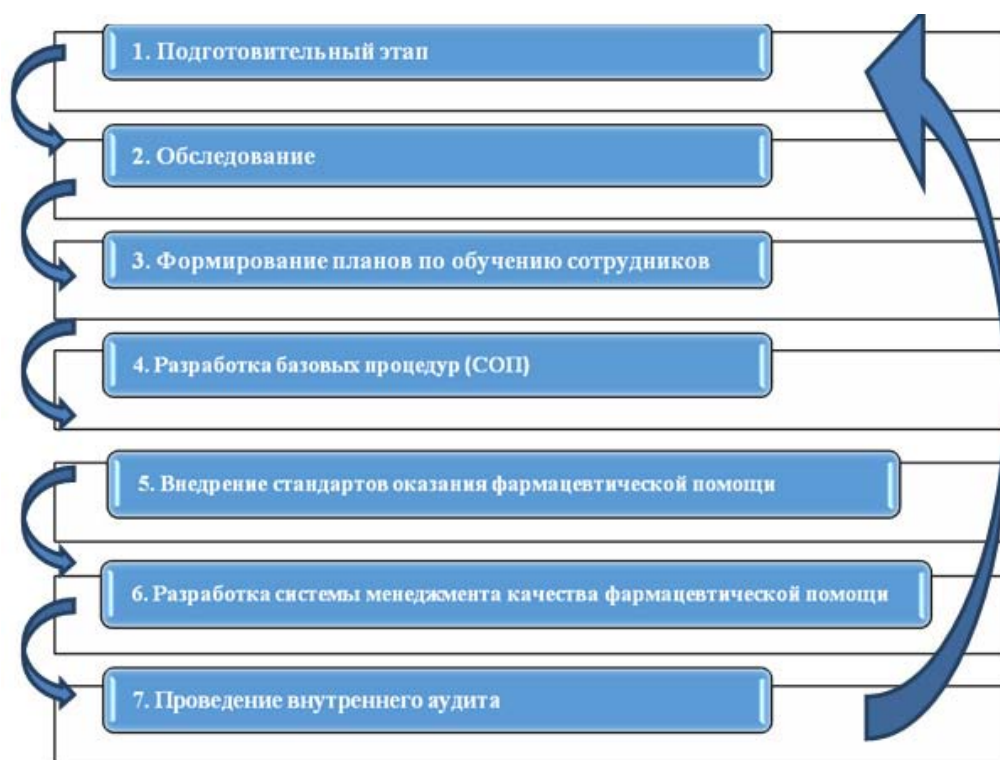 1. Подготовительный этап
2. Обследование
3. Формирование планов по обучению сотрудников
4. Разработка базовых процедур (СОП)
5. Внедрение стандартов оказания фармацевтической помощи
6. Разработка системы менеджмента качества фармацевтической помощи
7. Проведение внутреннего аудита